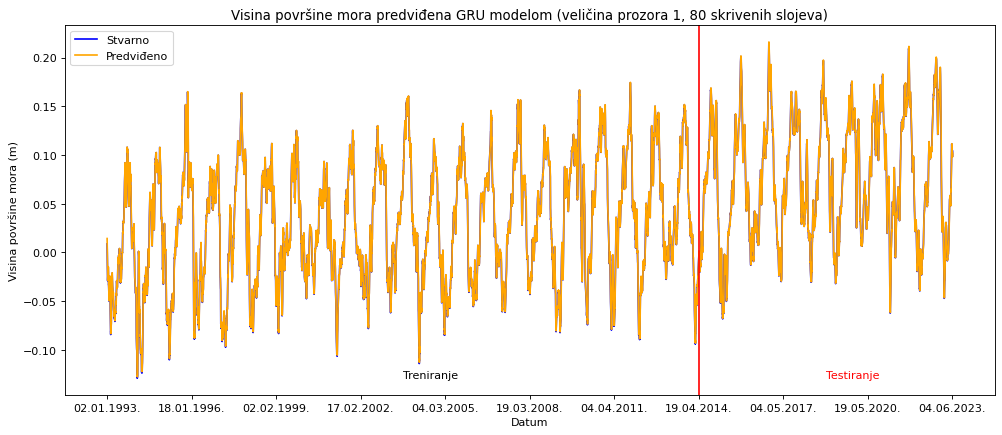 Visina površine mora predviđena GRU modelom (veličina prozora 1, 80 skrivenih slojeva)
Stvarno
Predviđeno
Visina površine mora (m)
0.20
0.15
0.10
0.05
0.00
−0.05
−0.10
Treniranje
Testiranje
02.01.1993. 18.01.1996. 02.02.1999. 17.02.2002. 04.03.2005. 19.03.2008. 04.04.2011. 19.04.2014. 04.05.2017. 19.05.2020. 04.06.2023.
Datum